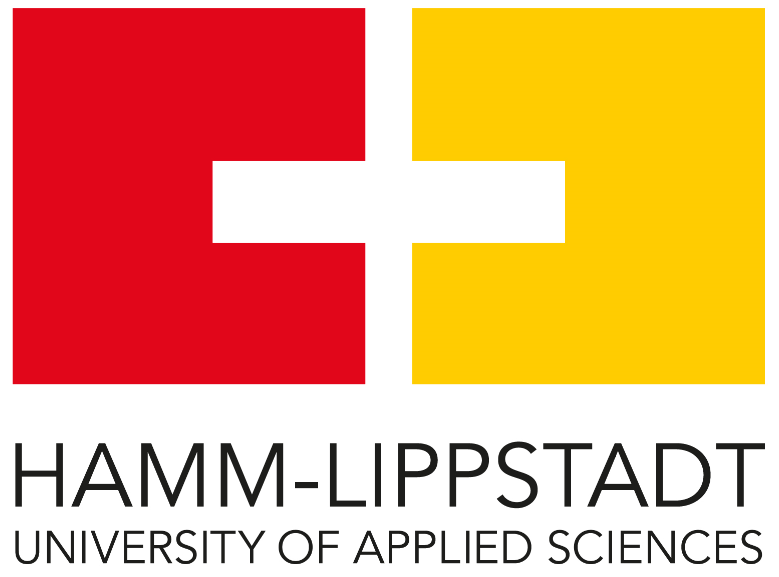 HAMM-LIPPSTADT
UNIVERSITY OF APPLIED SCIENCES